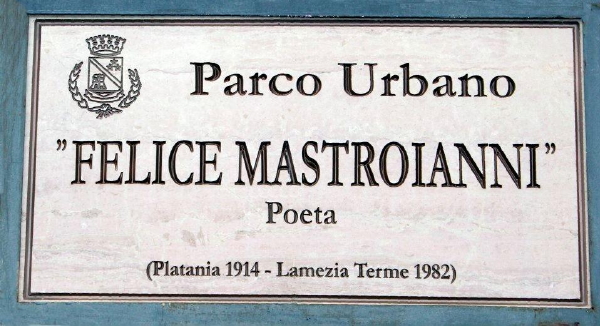 Parco Urbano
"FELICE MASTROIANNI"
Poeta
(Platania 1914 - Lamezia Terme 1982)